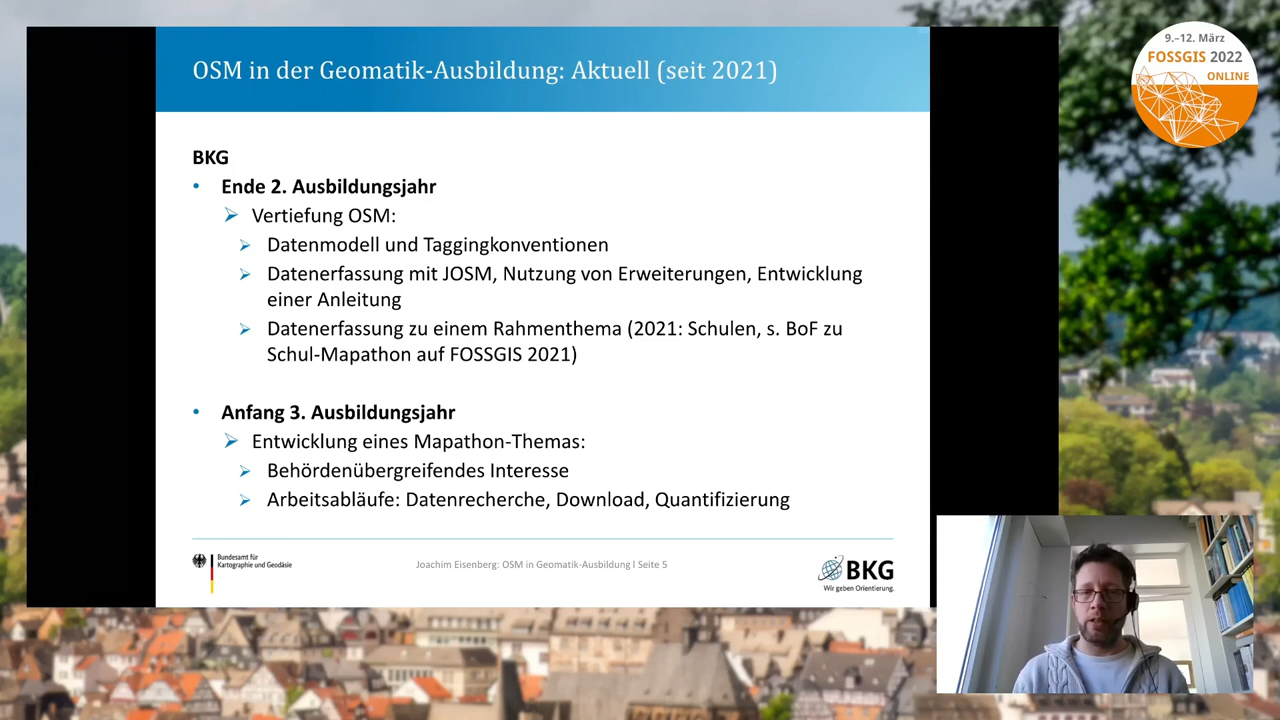 OSM in der Geomatik-Ausbildung: Aktuell (seit 2021)
9.–12. März
FOSSGIS 2022
ONLINE
BKG
• Ende 2. Ausbildungsjahr
➢ Vertiefung OSM:
➢ Datenmodell und Taggingkonventionen
➢ Datenerfassung mit JOSM, Nutzung von Erweiterungen, Entwicklung
einer Anleitung
➢ Datenerfassung zu einem Rahmenthema (2021: Schulen, s. BoF zu
Schul-Mapathon auf FOSSGIS 2021)
• Anfang 3. Ausbildungsjahr
➢ Entwicklung eines Mapathon-Themas:
➢ Behördenübergreifendes Interesse
➢ Arbeitsabläufe: Datenrecherche, Download, Quantifizierung
Bundesamt für
Kartographie und Geodäsie
Joachim Eisenberg: OSM in Geomatik-Ausbildung I Seite 5
BKG
Wir geben Orientierung.